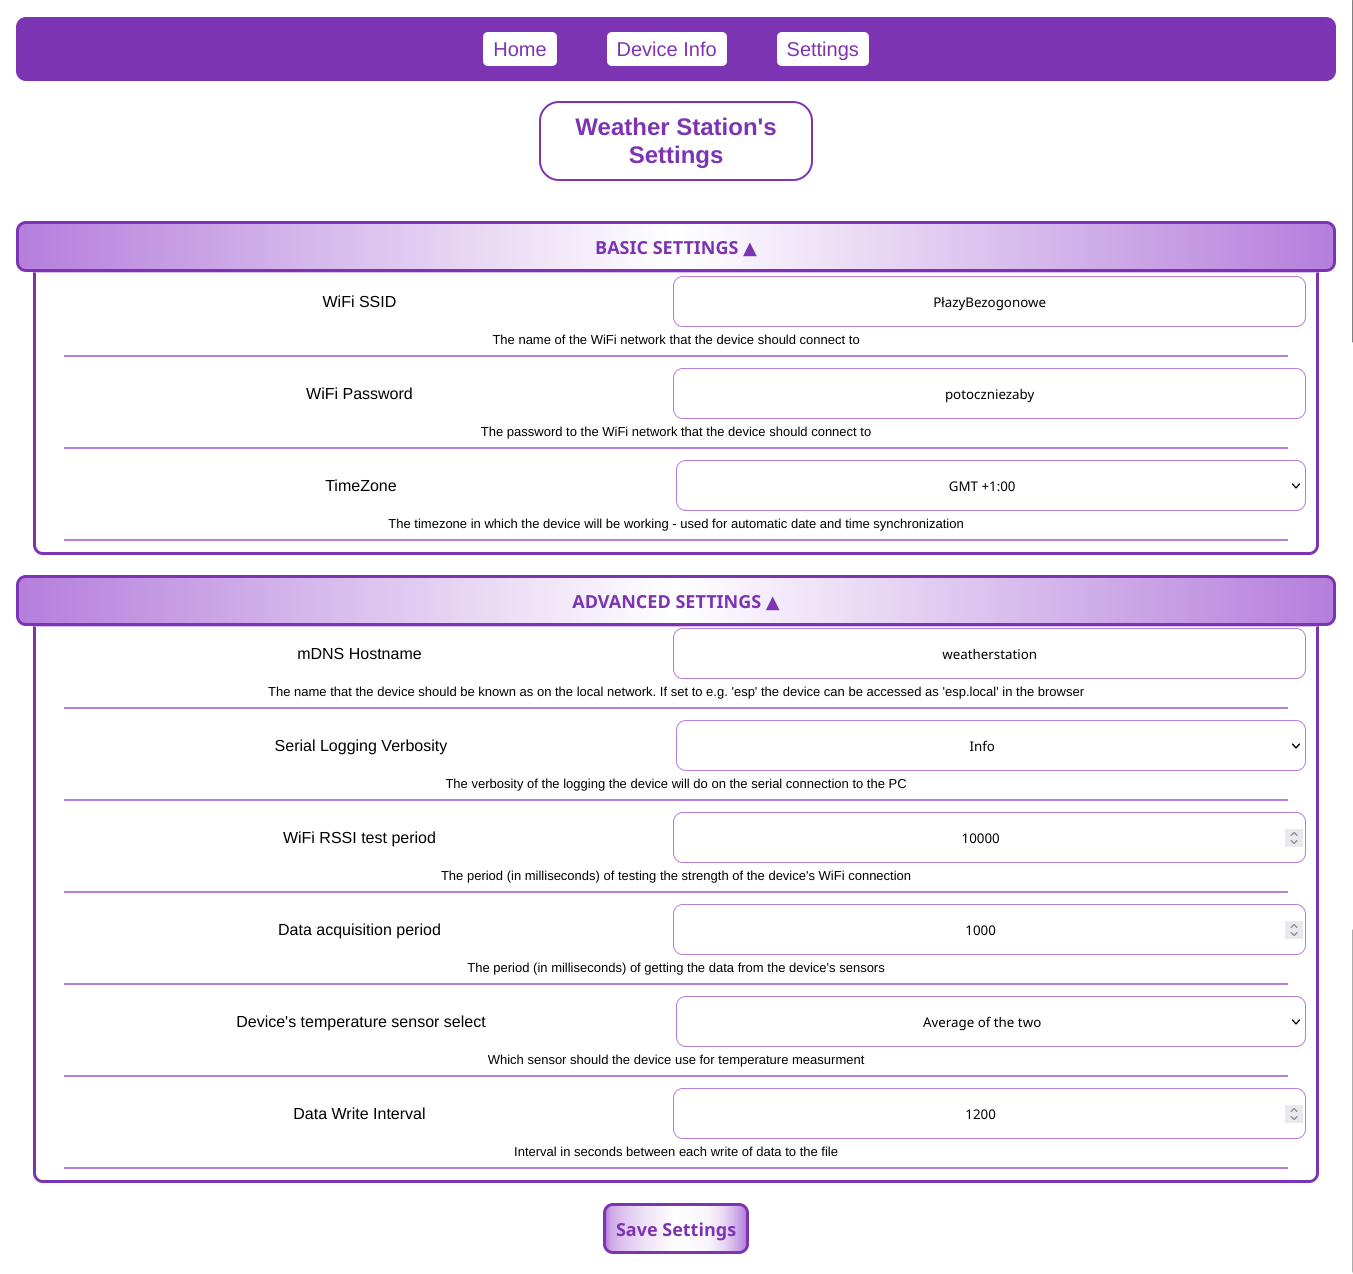 Home Device Info Settings
Weather Station's
Settings
BASIC SETTINGS ▲
WiFi SSID PłazyBezogonowe
The name of the WiFi network that the device should connect to
WiFi Password potoczniezaby
The password to the WiFi network that the device should connect to
TimeZone GMT +1:00
The timezone in which the device will be working - used for automatic date and time synchronization
ADVANCED SETTINGS ▲
mDNS Hostname weatherstation
The name that the device should be known as on the local network. If set to e.g. 'esp' the device can be accessed as 'esp.local' in the browser
Serial Logging Verbosity Info
The verbosity of the logging the device will do on the serial connection to the PC
WiFi RSSI test period 10000
The period (in milliseconds) of testing the strength of the device's WiFi connection
Data acquisition period 1000
The period (in milliseconds) of getting the data from the device's sensors
Device's temperature sensor select Average of the two
Which sensor should the device use for temperature measurment
Data Write Interval 1200
Interval in seconds between each write of data to the file
Save Settings